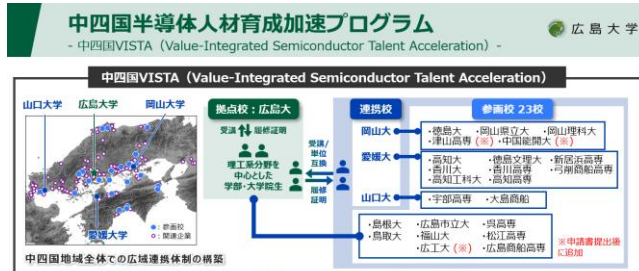 中四国半導体人材育成加速プログラム
- 中四国VISTA（Value-Integrated Semiconductor Talent Acceleration）-
広島大学
中四国VISTA（Value-Integrated Semiconductor Talent Acceleration）
山口大学
広島大学
岡山大学
愛媛大学
：参画校
：関連企業
中四国地域全体での広域連携体制の構築
拠点校：広島大
受講
履修証明
理工系分野を
中心とした
学部・大学院生
受講/
単位
互換
履修
証明
連携校
参画校 23校
岡山大
・徳島大 ・岡山県立大 ・岡山理科大
・津山高専（※）・中国能開大（※）
愛媛大
・高知大 ・徳島文理大 ・新居浜高専
・香川大 ・香川高専 ・弓削商船高専
・高知工科大 ・高知高専
山口大
・宇部高専 ・大島商船
・島根大 ・広島市立大 ・呉高専
・鳥取大 ・福山大 ・松江高専
・広工大（※） ・広島商船高専
※申請書提出後
に追加